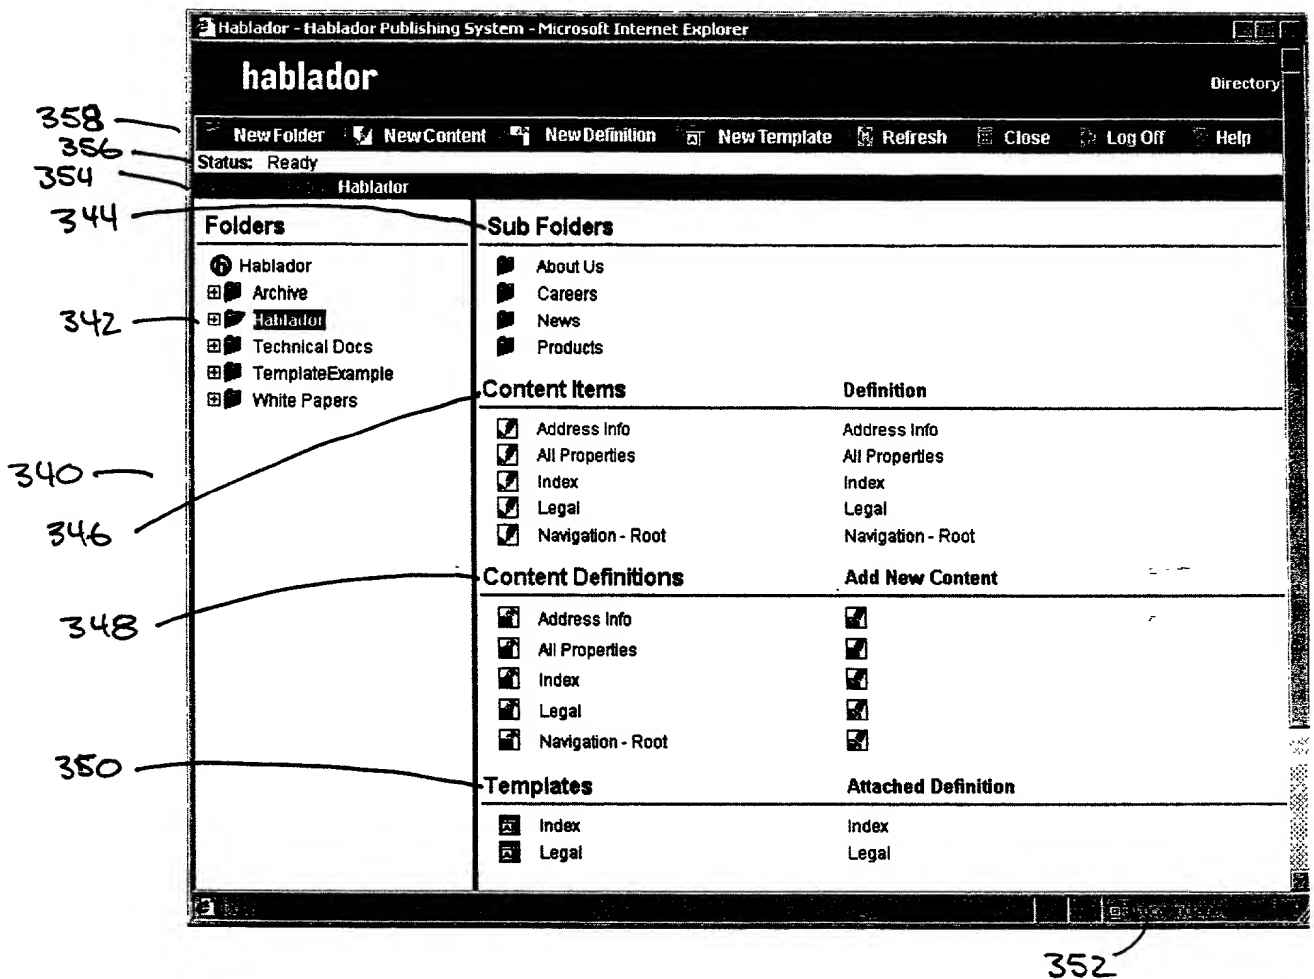 Hablador - Hablador Publishing System - Microsoft Internet Explorer
hablador
Directory
358
New Folder New Content New Definition New Template Refresh Close Log Off Help
356
Status: Ready
354
Hablador
344
Folders
Sub Folders
Hablador
About Us
Archive
Careers
342
Hablador
News
Technical Docs
Products
TemplateExample
White Papers
Content Items Definition
Address Info Address Info
All Properties All Properties
340
Index Index
Legal Legal
346
Navigation - Root Navigation - Root
Content Definitions Add New Content
348
Address Info
All Properties
Index
Legal
Navigation - Root
350
Templates Attached Definition
Index Index
Legal Legal
352